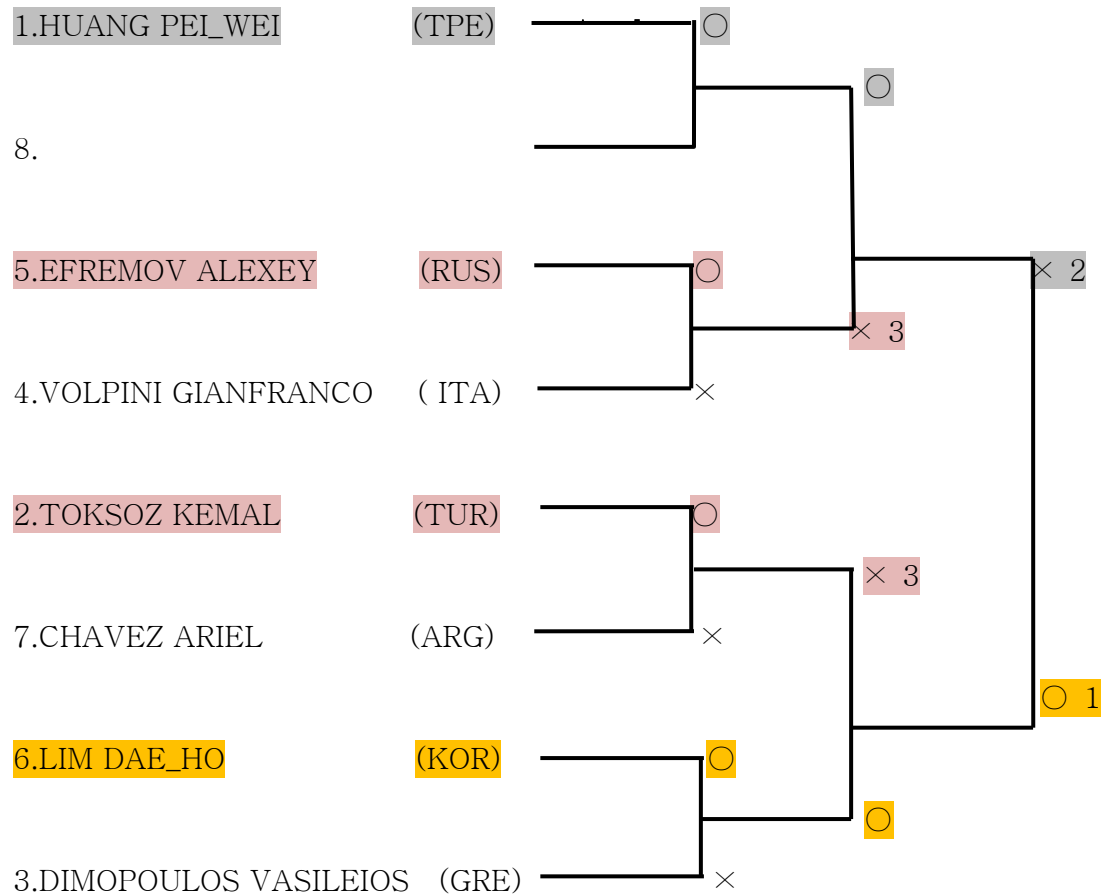 1.HUANG PEI_WEI (TPE) ○
○
8.
5.EFREMOV ALEXEY (RUS) ○ × 2
× 3
4.VOLPINI GIANFRANCO ( ITA) ×
2.TOKSOZ KEMAL (TUR) ○
× 3
7.CHAVEZ ARIEL (ARG) ×
○ 1
6.LIM DAE_HO (KOR) ○
○
3.DIMOPOULOS VASILEIOS (GRE) ×